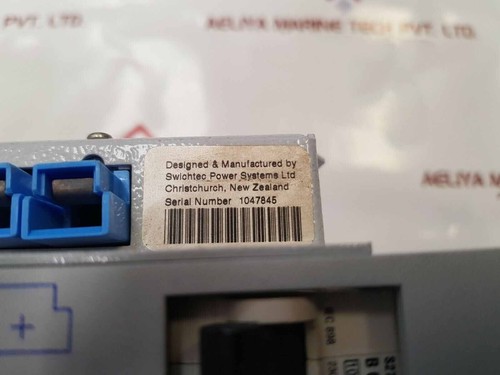 PVT. LTD
AELIYA MARINE TECH PVT. LTD.
AELIYA MARINE
Designed & Manufactured by
Swichtec Power Systems Ltd
Christchurch, New Zealand
Serial Number 1047845
+